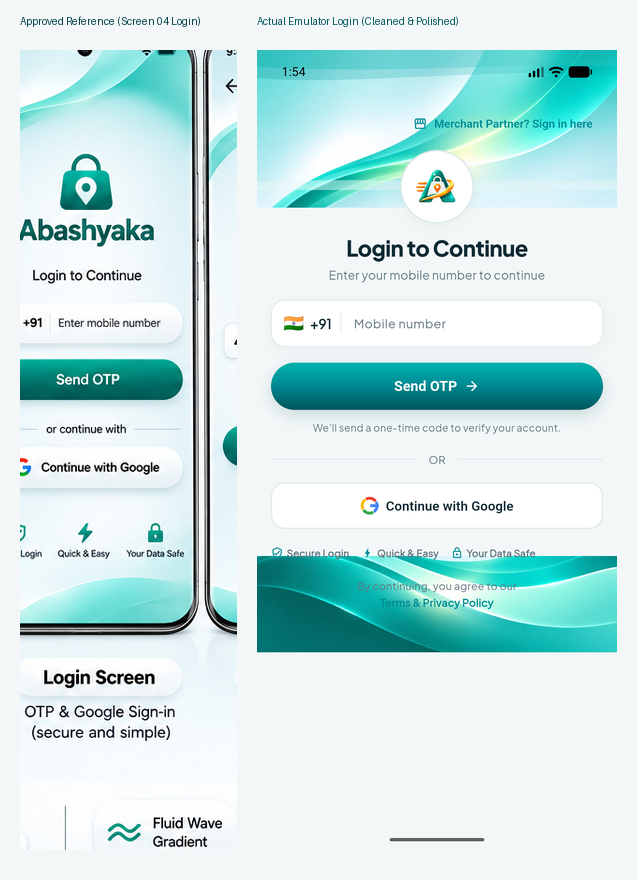 Approved Reference (Screen 04 Login)
Actual Emulator Login (Cleaned & Polished)
Abashyaka
Login to Continue
+91 Enter mobile number
Send OTP
or continue with
Continue with Google
Login
Quick & Easy
Your Data Safe
Login Screen
OTP & Google Sign-in
(secure and simple)
Fluid Wave
Gradient
1:54
Merchant Partner? Sign in here
Login to Continue
Enter your mobile number to continue
+91 Mobile number
Send OTP →
We'll send a one-time code to verify your account.
OR
Continue with Google
Secure Login Quick & Easy Your Data Safe
By continuing, you agree to our
Terms & Privacy Policy